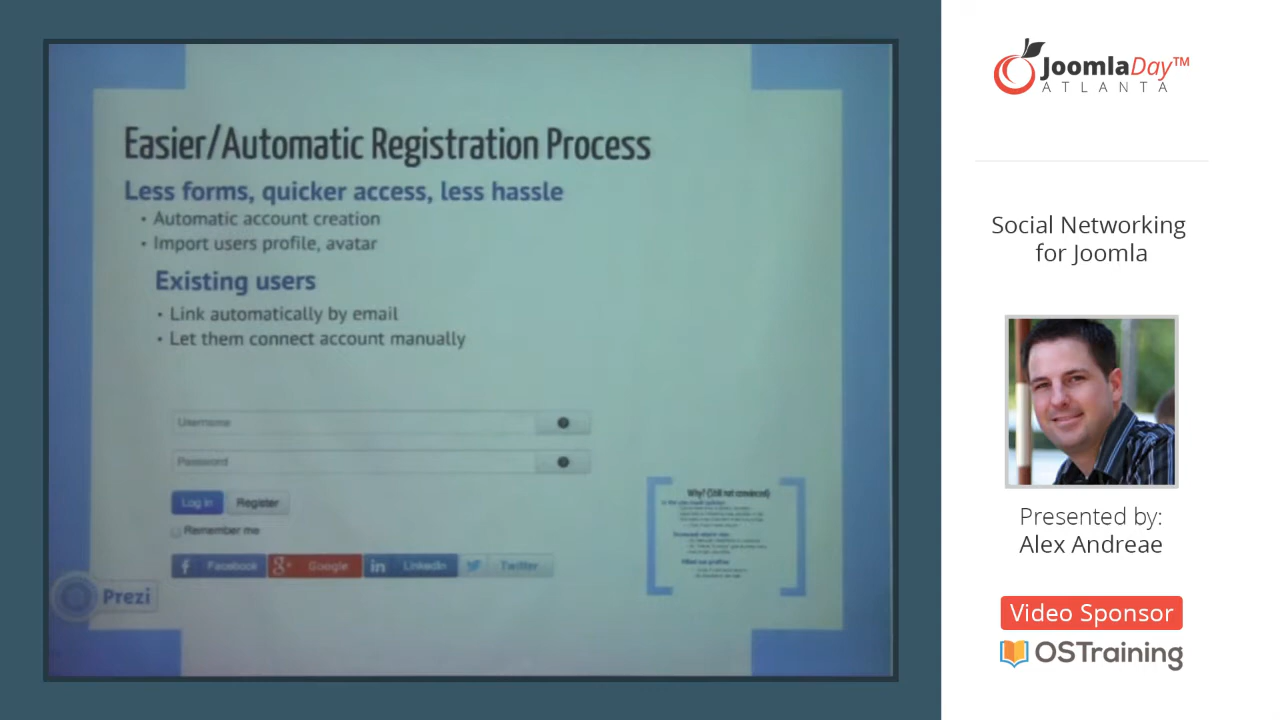 Easier/Automatic Registration Process
Less forms, quicker access, less hassle
• Automatic account creation
• Import users profile, avatar
Existing users
• Link automatically by email
• Let them connect account manually
Username
Password
Log in
Register
Remember me
Facebook
Google
LinkedIn
Twitter
Why? (Still not convinced)
Prezi
JoomlaDay™
ATLANTA
Social Networking
for Joomla
Presented by:
Alex Andreae
Video Sponsor
OSTraining